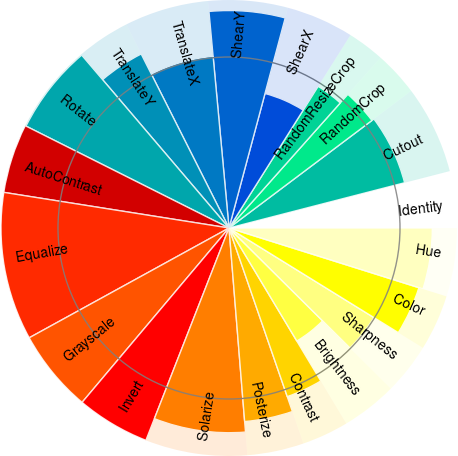 ShearY
ShearX
RandomResizeCrop
RandomCrop
Cutout
Identity
Hue
Color
Sharpness
Brightness
Contrast
Posterize
Solarize
Invert
Grayscale
Equalize
AutoContrast
Rotate
TranslateY
TranslateX